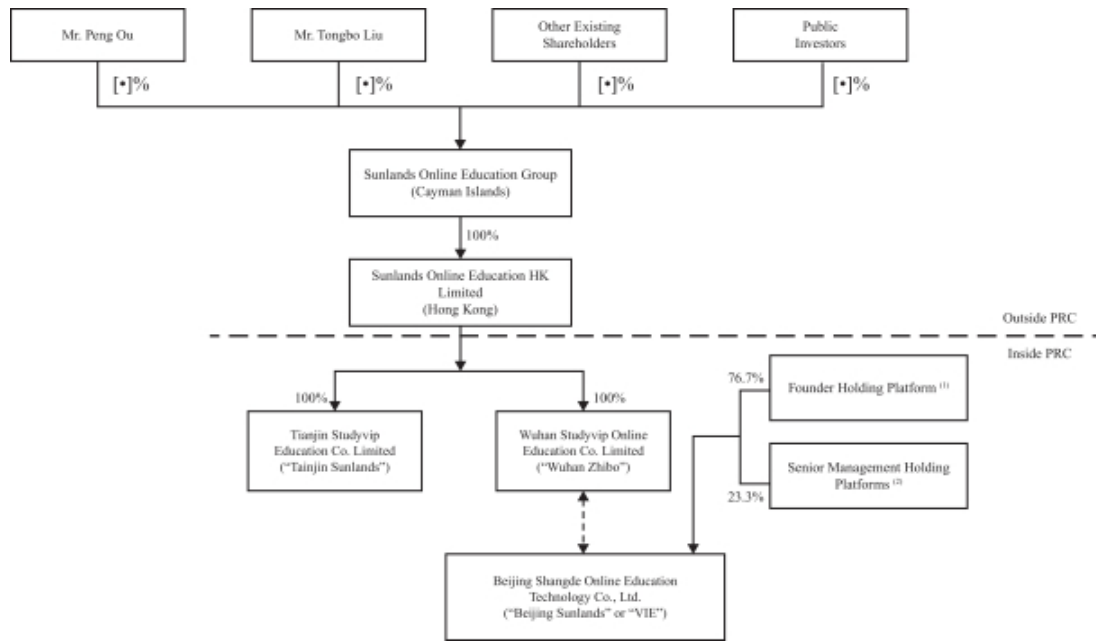 Mr. Peng Ou
Mr. Tongbo Liu
Other Existing
Shareholders
Public
Investors
[•]%
[•]%
[•]%
[•]%
Sunlands Online Education Group
(Cayman Islands)
100%
Sunlands Online Education HK
Limited
(Hong Kong)
Outside PRC
Inside PRC
100%
100%
76.7%
Founder Holding Platform (1)
Tianjin Studyvip
Education Co. Limited
(“Tainjin Sunlands”)
Wuhan Studyvip Online
Education Co. Limited
(“Wuhan Zhibo”)
Senior Management Holding
Platforms (2)
23.3%
Beijing Shangde Online Education
Technology Co., Ltd.
(“Beijing Sunlands” or “VIE”)